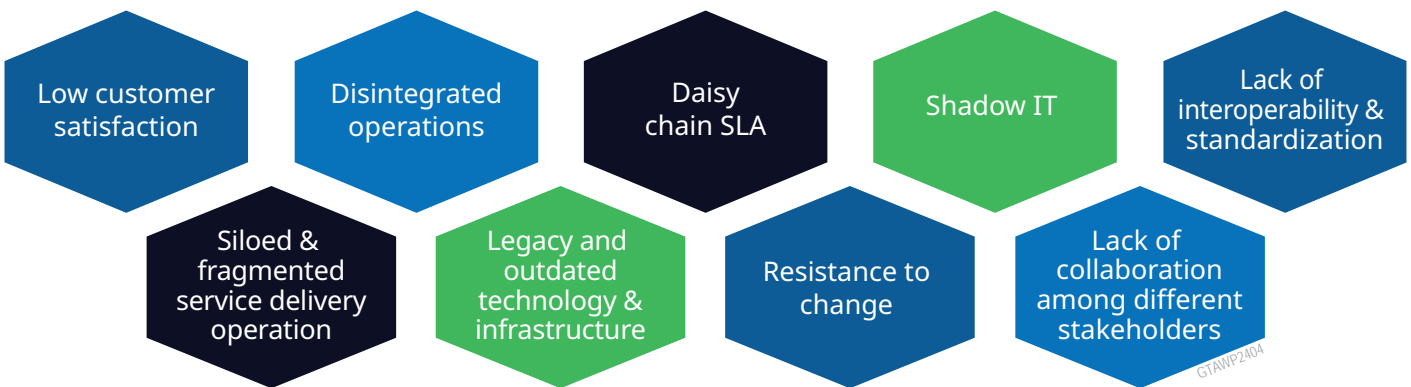 Low customer
satisfaction
Disintegrated
operations
Daisy
chain SLA
Shadow IT
Lack of
interoperability &
standardization
Siloed &
fragmented
service delivery
operation
Legacy and
outdated
technology &
infrastructure
Resistance to
change
Lack of
collaboration
among different
stakeholders
GTAWP2404